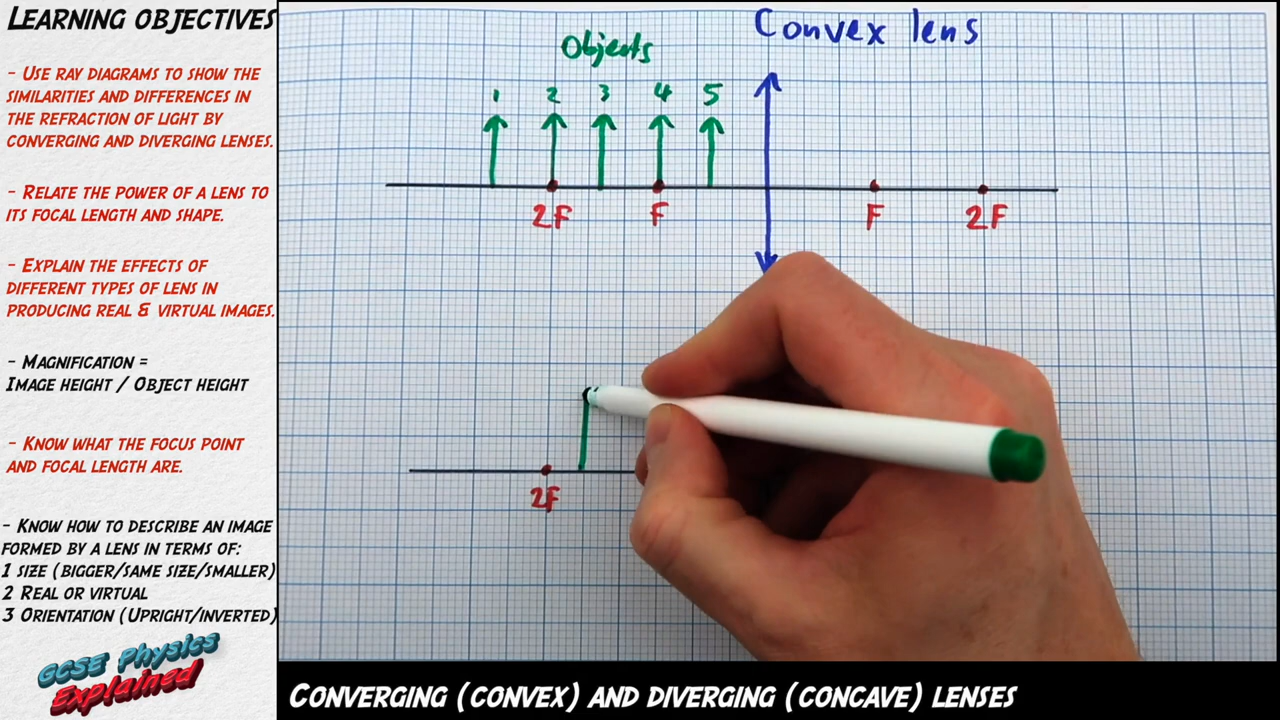 LEARNING OBJECTIVES
- USE RAY DIAGRAMS TO SHOW THE
SIMILARITIES AND DIFFERENCES IN
THE REFRACTION OF LIGHT BY
CONVERGING AND DIVERGING LENSES.
- RELATE THE POWER OF A LENS TO
ITS FOCAL LENGTH AND SHAPE.
- EXPLAIN THE EFFECTS OF
DIFFERENT TYPES OF LENS IN
PRODUCING REAL & VIRTUAL IMAGES.
- MAGNIFICATION =
IMAGE HEIGHT / OBJECT HEIGHT
- KNOW WHAT THE FOCUS POINT
AND FOCAL LENGTH ARE.
- KNOW HOW TO DESCRIBE AN IMAGE
FORMED BY A LENS IN TERMS OF:
1 SIZE (BIGGER/SAME SIZE/SMALLER)
2 REAL OR VIRTUAL
3 ORIENTATION (UPRIGHT/INVERTED)
GCSE Physics
Explained
Convex lens
Objects
1 2 3 4 5
2F F F 2F
2F
CONVERGING (CONVEX) AND DIVERGING (CONCAVE) LENSES